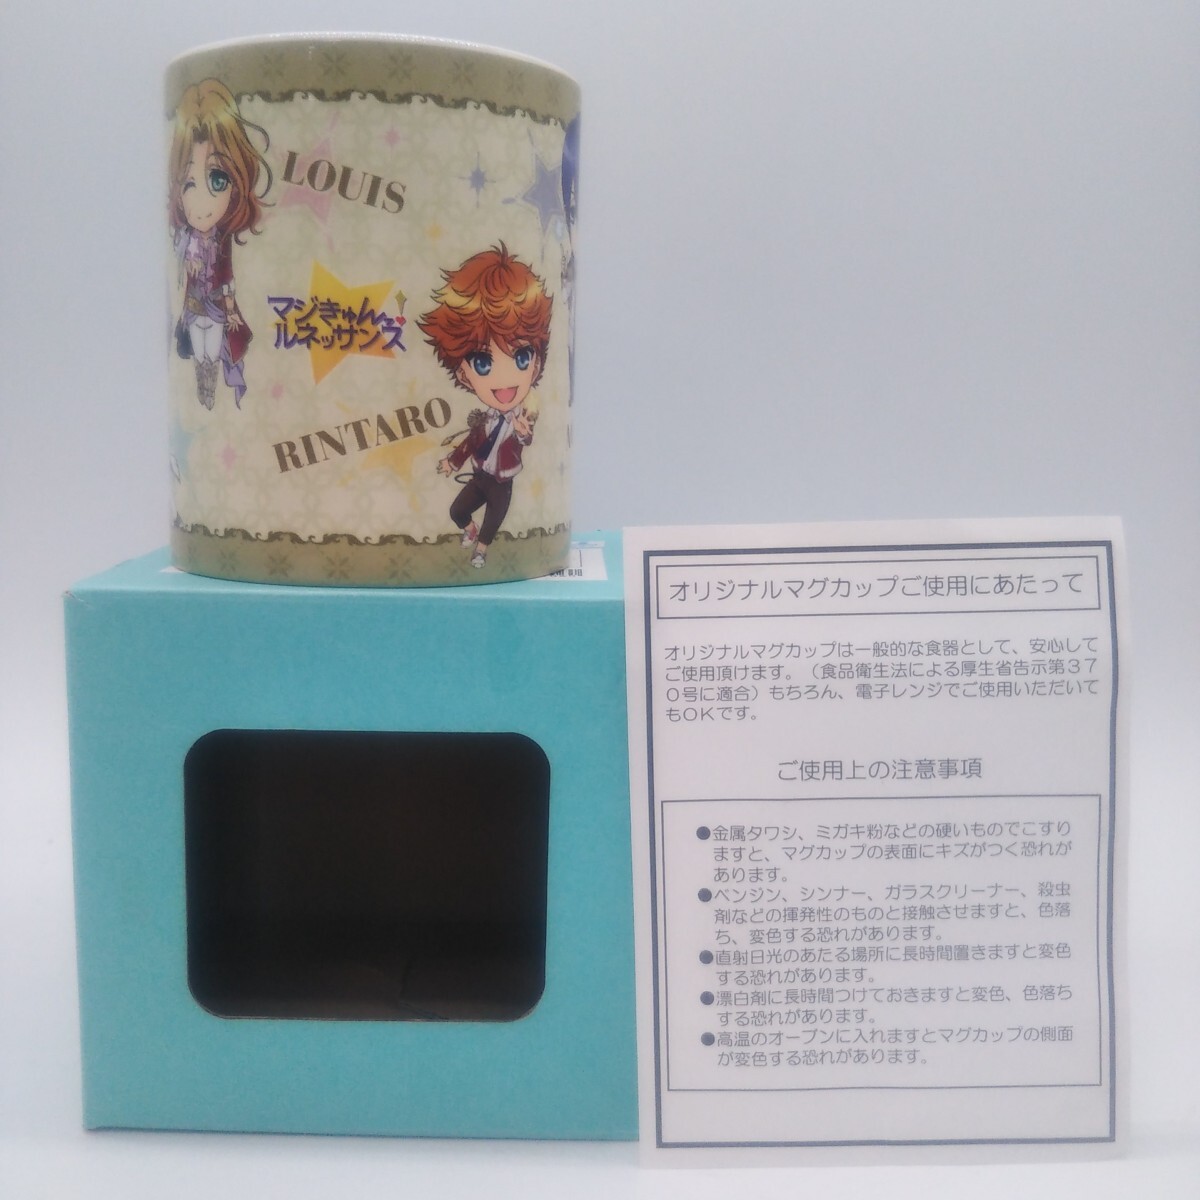 LOUIS
マジきゅんっ!
ルネッサンス
RINTARO
オリジナルマグカップご使用にあたって
オリジナルマグカップは一般的な食器として、安心して
ご使用頂けます。(食品衛生法による厚生省告示第37
0号に適合)もちろん、電子レンジでご使用いただいて
もOKです。
ご使用上の注意事項
●金属タワシ、ミガキ粉などの硬いものでこすり
ますと、マグカップの表面にキズがつく恐れが
あります。
●ベンジン、シンナー、ガラスクリーナー、殺虫
剤などの揮発性のものと接触させますと、色落
ち、変色する恐れがあります。
●直射日光のあたる場所に長時間置きますと変色
する恐れがあります。
●漂白剤に長時間つけておきますと変色、色落ち
する恐れがあります。
●高温のオーブンに入れますとマグカップの側面
が変色する恐れがあります。